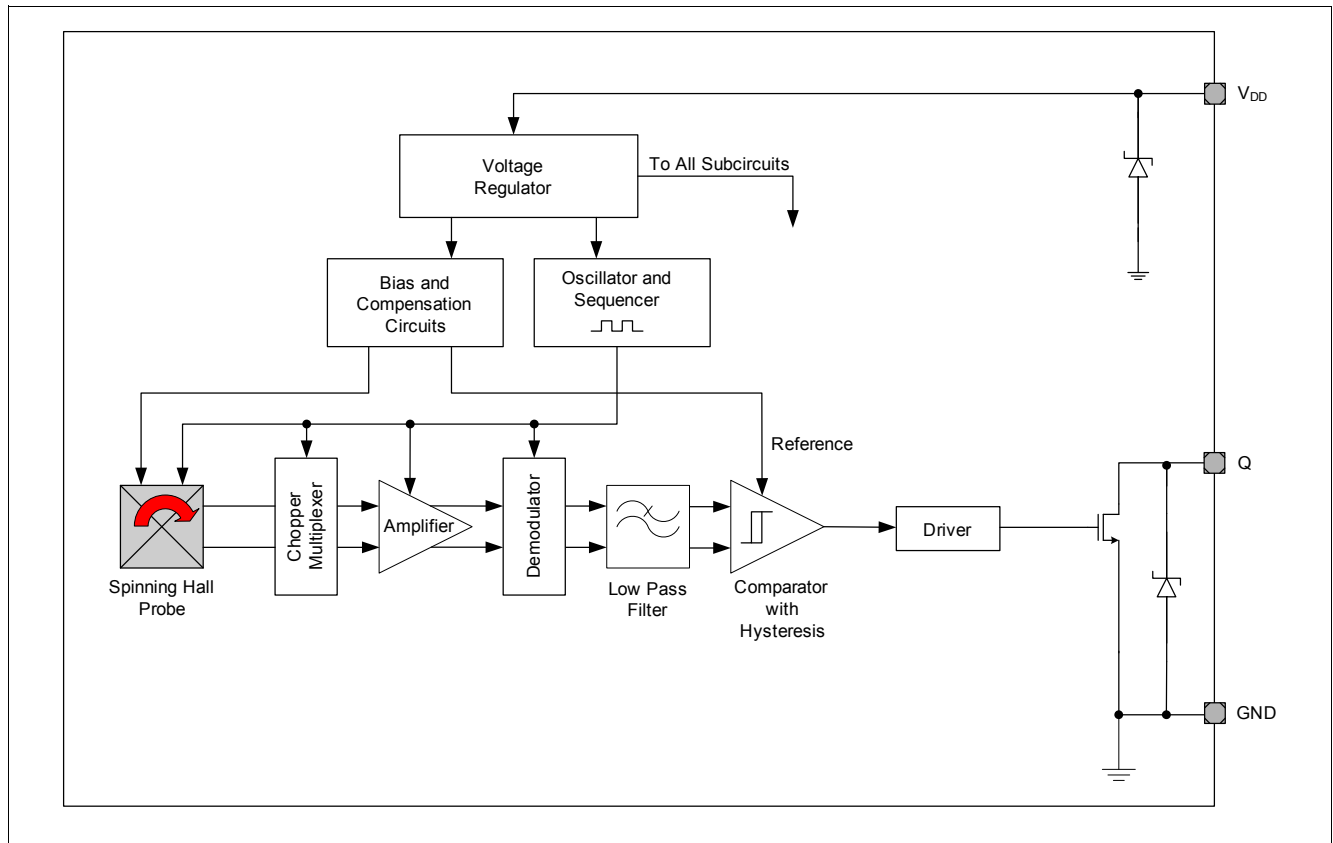 VDD
Voltage
Regulator
To All Subcircuits
Bias and
Compensation
Circuits
Oscillator and
Sequencer
Reference
Q
Chopper
Multiplexer
Amplifier
Demodulator
Driver
Spinning Hall
Probe
Low Pass
Filter
Comparator
with
Hysteresis
GND